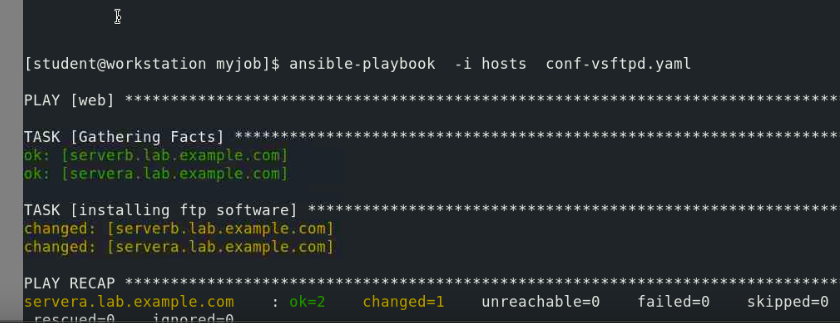 [student@workstation myjob]$ ansible-playbook  -i hosts  conf-vsftpd.yaml
PLAY [web] ******************************************************************************
TASK [Gathering Facts] ******************************************************************
ok: [serverb.lab.example.com]
ok: [servera.lab.example.com]
TASK [installing ftp software] **********************************************************
changed: [serverb.lab.example.com]
changed: [servera.lab.example.com]
PLAY RECAP ******************************************************************************
servera.lab.example.com    : ok=2    changed=1    unreachable=0    failed=0    skipped=0
rescued=0    ignored=0